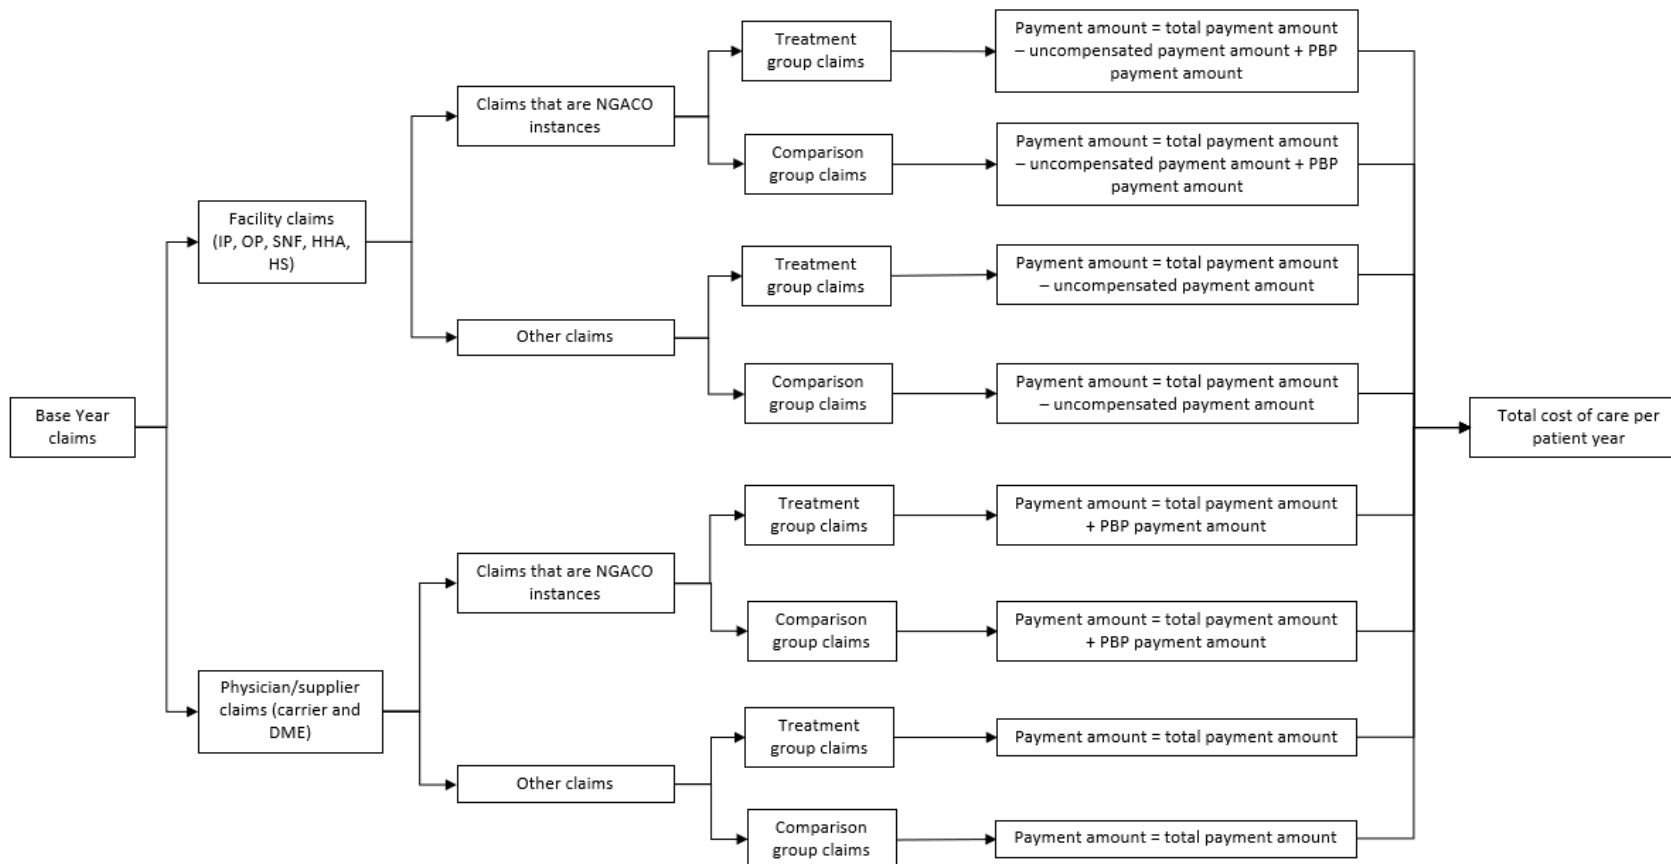 Base Year
claims
Facility claims
(IP, OP, SNF, HHA,
HS)
Physician/supplier
claims (carrier and
DME)
Claims that are NGACO
instances
Other claims
Claims that are NGACO
instances
Other claims
Treatment
group claims
Payment amount = total payment amount
– uncompensated payment amount + PBP
payment amount
Comparison
group claims
Payment amount = total payment amount
– uncompensated payment amount + PBP
payment amount
Treatment
group claims
Payment amount = total payment amount
– uncompensated payment amount
Comparison
group claims
Payment amount = total payment amount
– uncompensated payment amount
Treatment
group claims
Payment amount = total payment amount
+ PBP payment amount
Comparison
group claims
Payment amount = total payment amount
+ PBP payment amount
Treatment
group claims
Payment amount = total payment amount
Comparison
group claims
Payment amount = total payment amount
Total cost of care per
patient year